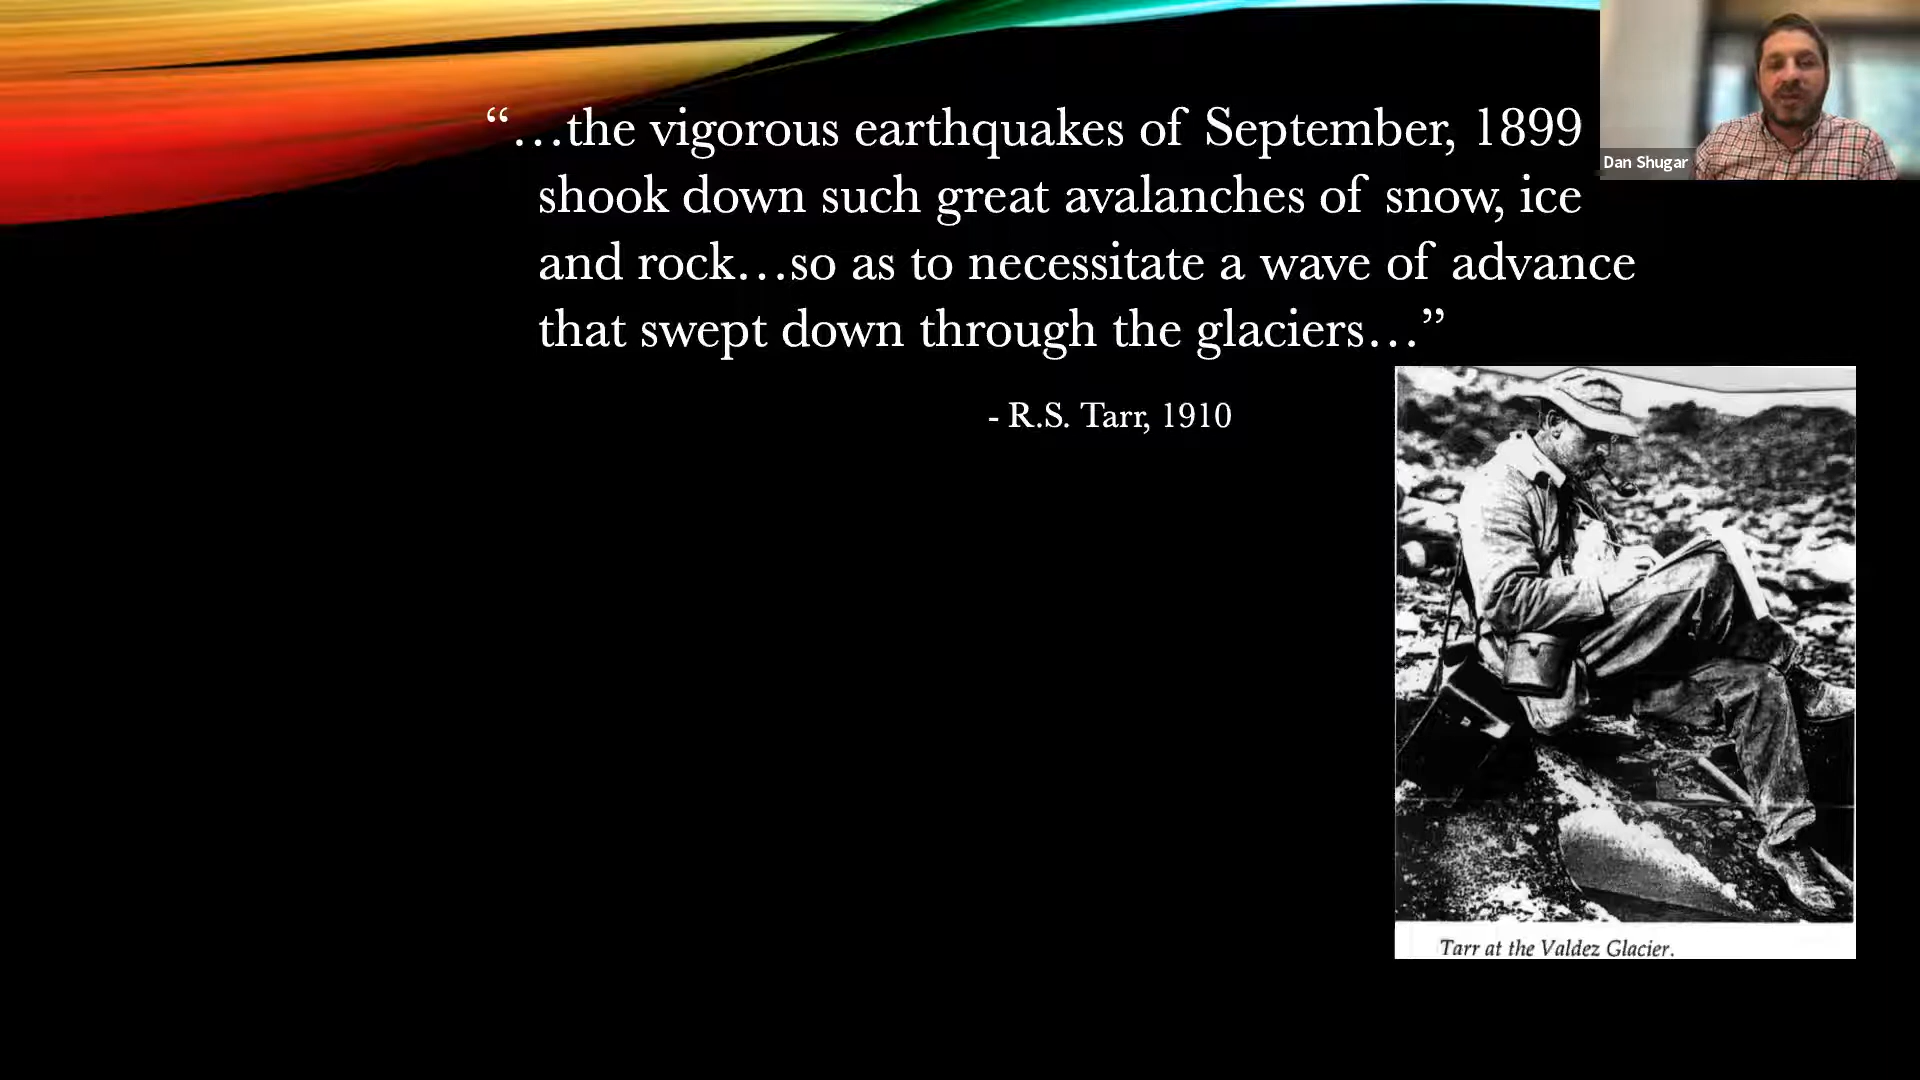 “…the vigorous earthquakes of September, 1899
shook down such great avalanches of snow, ice
and rock…so as to necessitate a wave of advance
that swept down through the glaciers…”
- R.S. Tarr, 1910
Dan Shugar
Tarr at the Valdez Glacier.